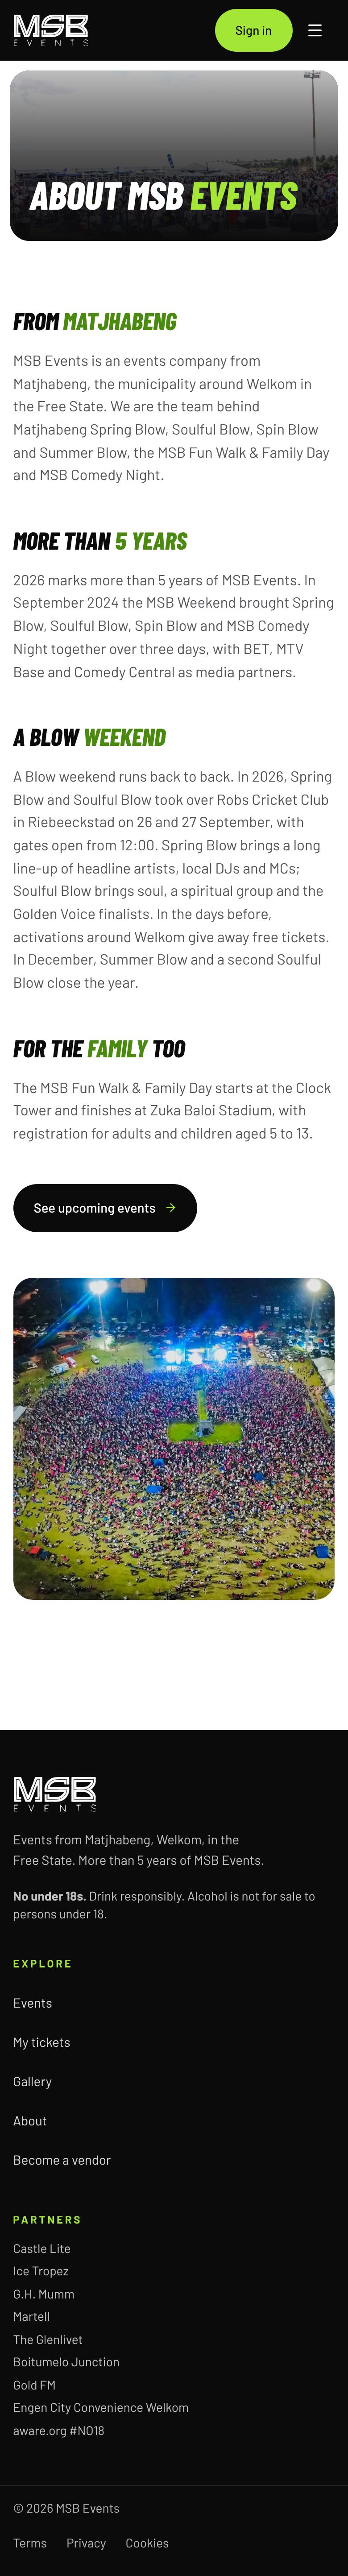 MSB
EVENTS
Sign in
ABOUT MSB EVENTS
FROM MATJHABENG
MSB Events is an events company from
Matjhabeng, the municipality around Welkom in
the Free State. We are the team behind
Matjhabeng Spring Blow, Soulful Blow, Spin Blow
and Summer Blow, the MSB Fun Walk & Family Day
and MSB Comedy Night.
MORE THAN 5 YEARS
2026 marks more than 5 years of MSB Events. In
September 2024 the MSB Weekend brought Spring
Blow, Soulful Blow, Spin Blow and MSB Comedy
Night together over three days, with BET, MTV
Base and Comedy Central as media partners.
A BLOW WEEKEND
A Blow weekend runs back to back. In 2026, Spring
Blow and Soulful Blow took over Robs Cricket Club
in Riebeeckstad on 26 and 27 September, with
gates open from 12:00. Spring Blow brings a long
line-up of headline artists, local DJs and MCs;
Soulful Blow brings soul, a spiritual group and the
Golden Voice finalists. In the days before,
activations around Welkom give away free tickets.
In December, Summer Blow and a second Soulful
Blow close the year.
FOR THE FAMILY TOO
The MSB Fun Walk & Family Day starts at the Clock
Tower and finishes at Zuka Baloi Stadium, with
registration for adults and children aged 5 to 13.
See upcoming events →
MSB
EVENTS
Events from Matjhabeng, Welkom, in the
Free State. More than 5 years of MSB Events.
No under 18s. Drink responsibly. Alcohol is not for sale to
persons under 18.
EXPLORE
Events
My tickets
Gallery
About
Become a vendor
PARTNERS
Castle Lite
Ice Tropez
G.H. Mumm
Martell
The Glenlivet
Boitumelo Junction
Gold FM
Engen City Convenience Welkom
aware.org #NO18
© 2026 MSB Events
Terms Privacy Cookies